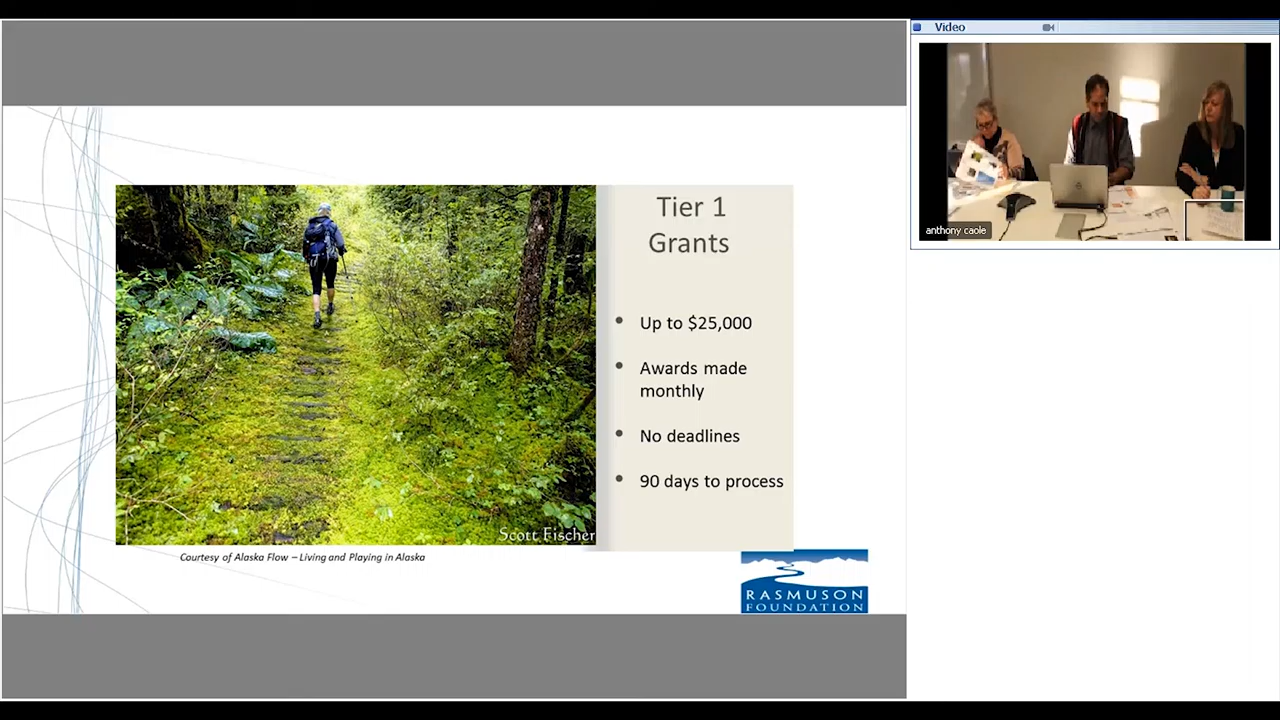 Video
anthony caole
Tier 1
Grants
Up to $25,000
Awards made
monthly
No deadlines
90 days to process
Scott Fischer
Courtesy of Alaska Flow – Living and Playing in Alaska
RASMUSON
FOUNDATION